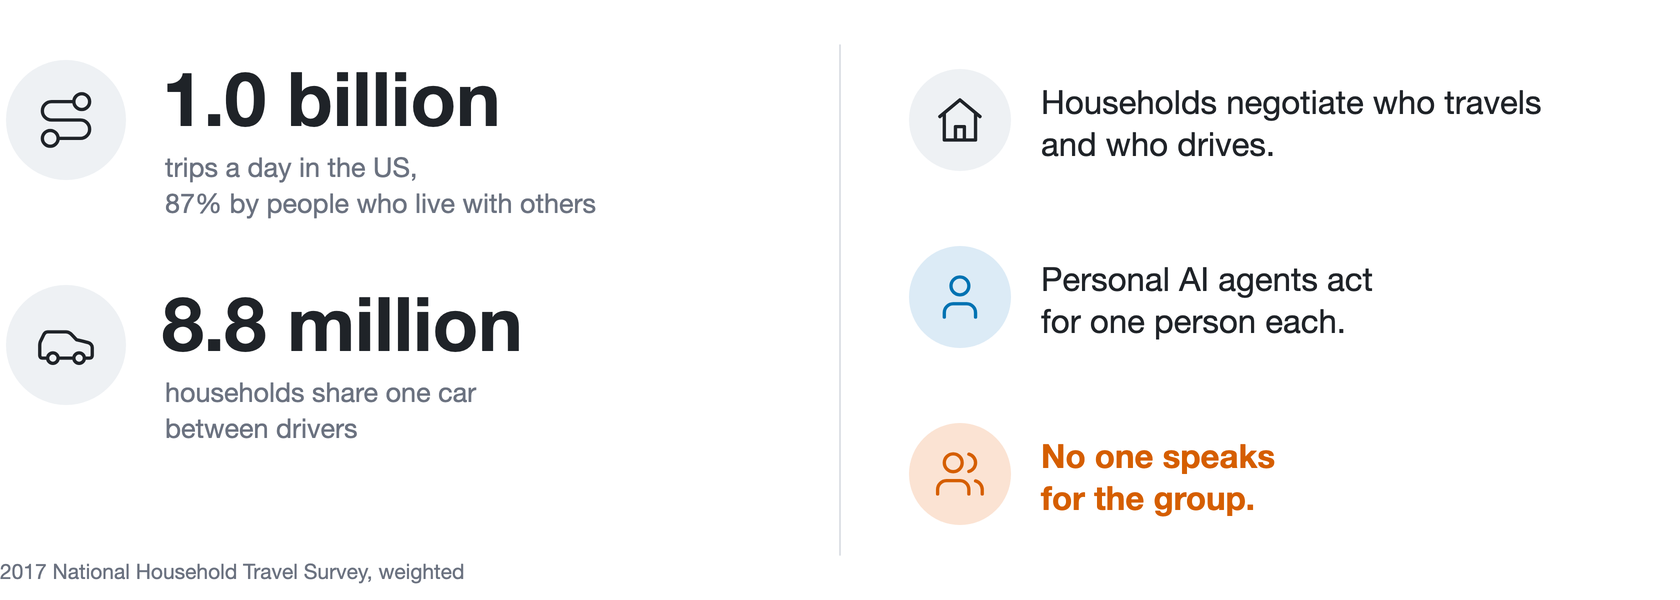 1.0 billion
trips a day in the US,
87% by people who live with others
8.8 million
households share one car
between drivers
2017 National Household Travel Survey, weighted
Households negotiate who travels
and who drives.
Personal AI agents act
for one person each.
No one speaks
for the group.